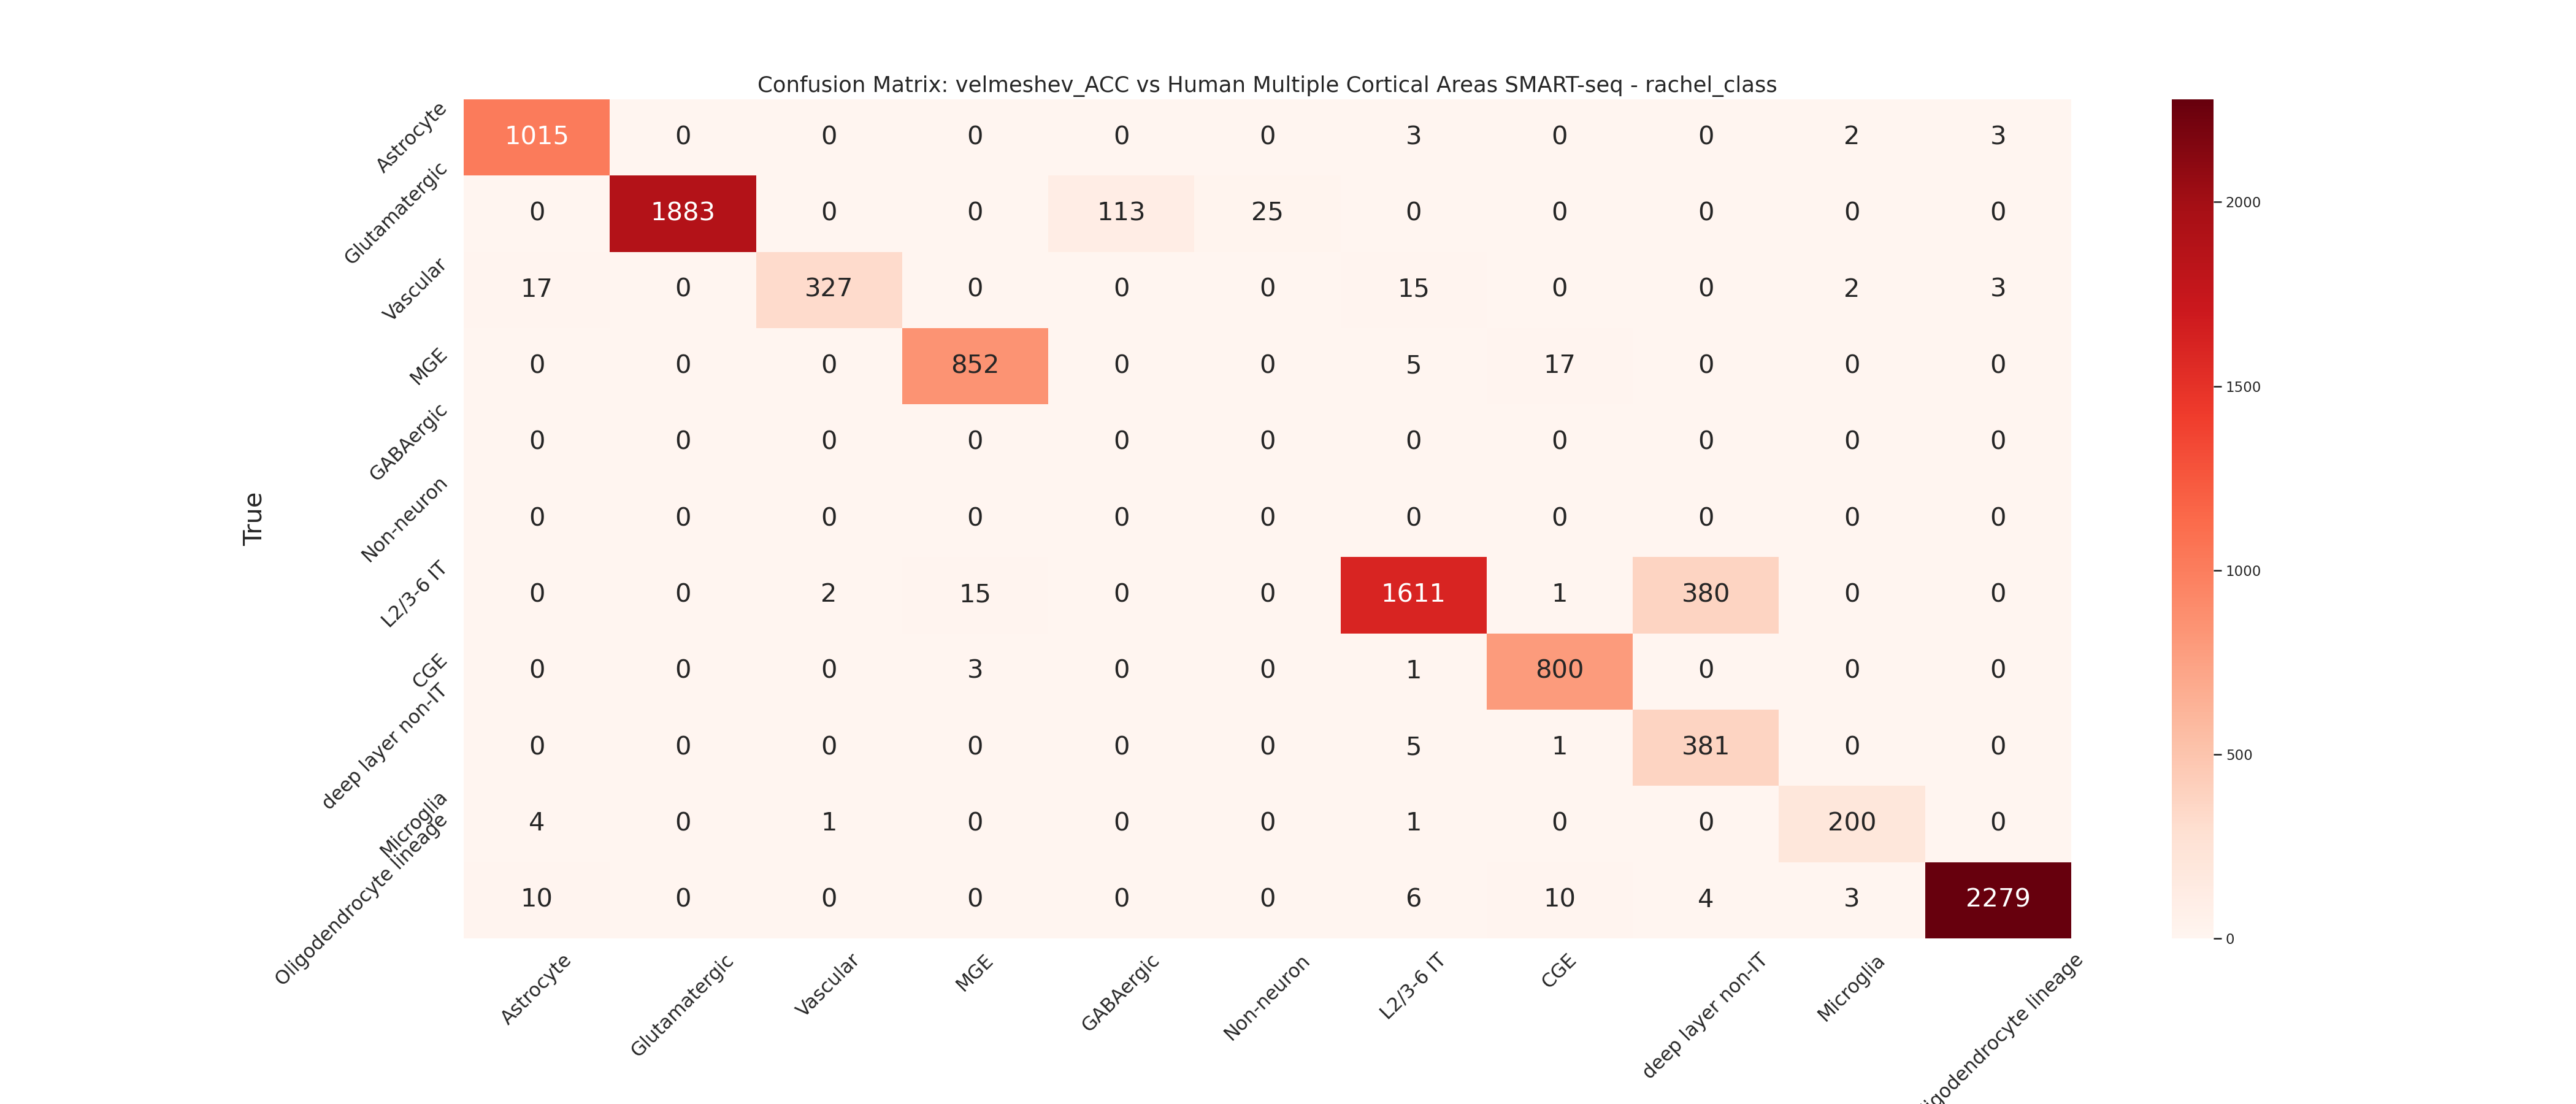 Confusion Matrix: velmeshev_ACC vs Human Multiple Cortical Areas SMART-seq - rachel_class
True
Astrocyte 1015 0 0 0 0 0 3 0 0 2 3
Glutamatergic 0 1883 0 0 113 25 0 0 0 0 0
Vascular 17 0 327 0 0 0 15 0 0 2 3
MGE 0 0 0 852 0 0 5 17 0 0 0
GABAergic 0 0 0 0 0 0 0 0 0 0 0
Non-neuron 0 0 0 0 0 0 0 0 0 0 0
L2/3-6 IT 0 0 2 15 0 0 1611 1 380 0 0
CGE 0 0 0 3 0 0 1 800 0 0 0
deep layer non-IT 0 0 0 0 0 0 5 1 381 0 0
Microglia 4 0 1 0 0 0 1 0 0 200 0
Oligodendrocyte lineage 10 0 0 0 0 0 6 10 4 3 2279
Astrocyte Glutamatergic Vascular MGE GABAergic Non-neuron L2/3-6 IT CGE deep layer non-IT Microglia lineage
2000
1500
1000
500
0